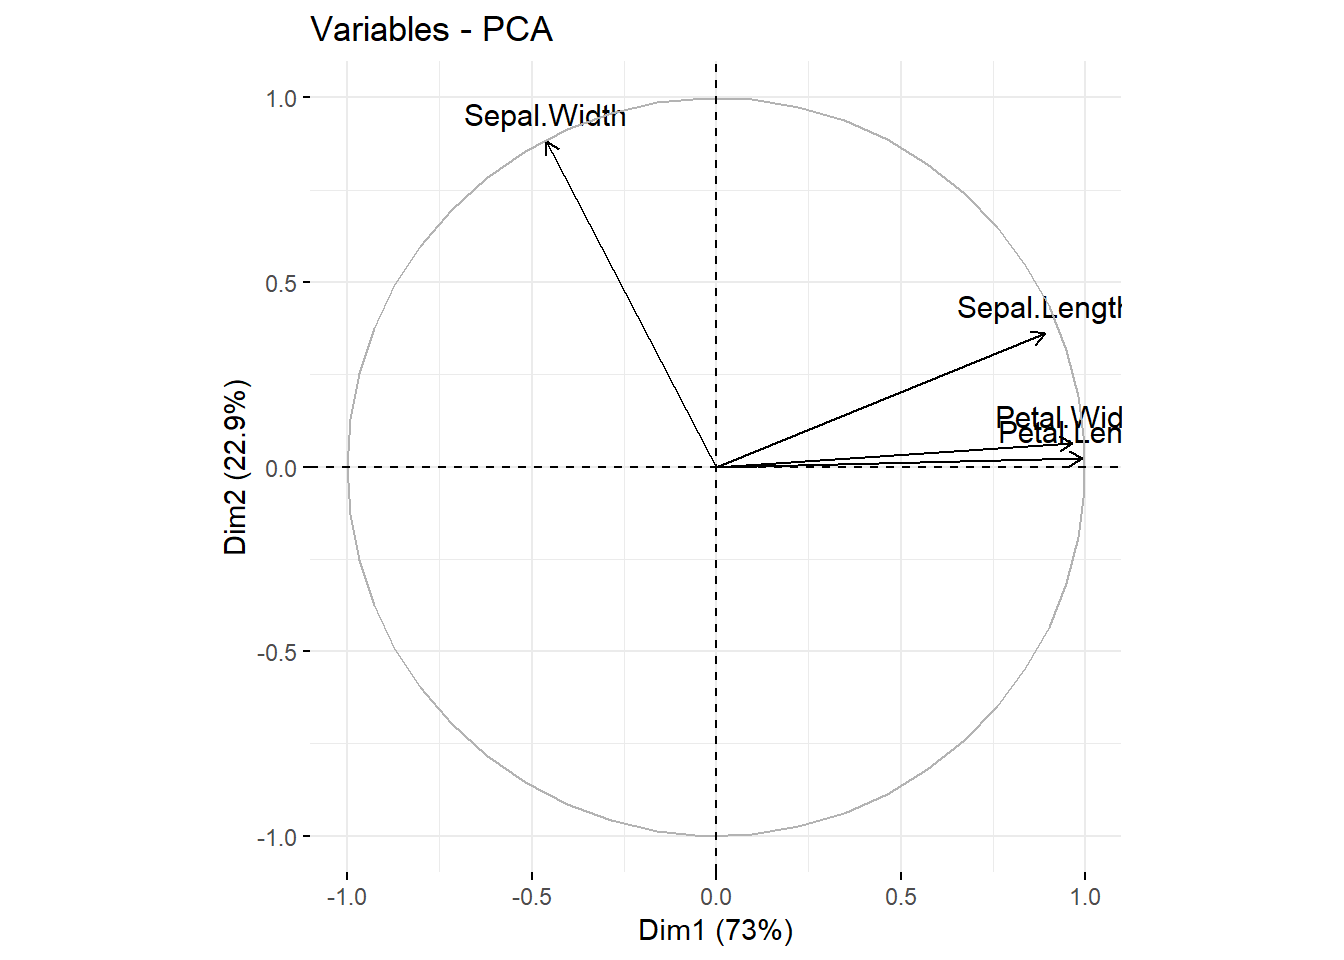 Variables - PCA
1.0
Sepal.Width
0.5
Sepal.Length
Petal.Wid
Petal.Len
0.0
-0.5
-1.0
Dim2 (22.9%)
-1.0
-0.5
0.0
0.5
1.0
Dim1 (73%)